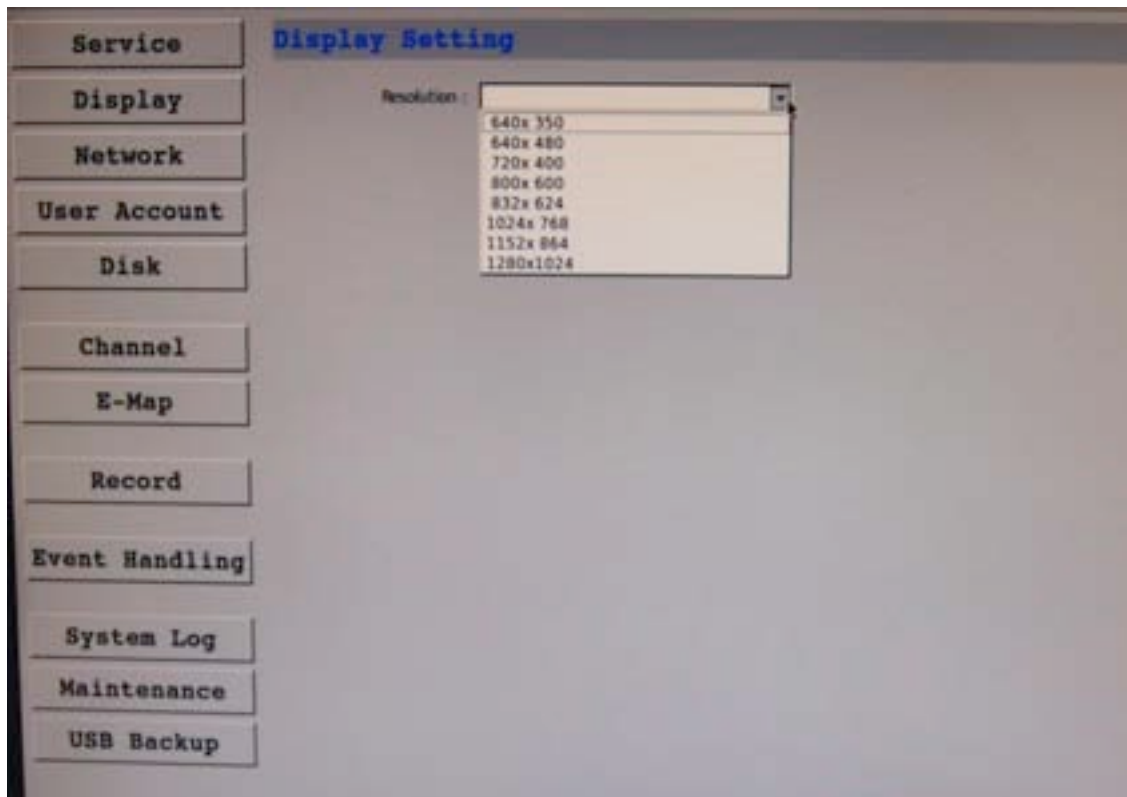 Service
Display
Network
User Account
Disk
Channel
E-Map
Record
Event Handling
System Log
Maintenance
USB Backup
Display Setting
Resolution :
640x 350
640x 480
720x 400
800x 600
832x 624
1024x 768
1152x 864
1280x1024